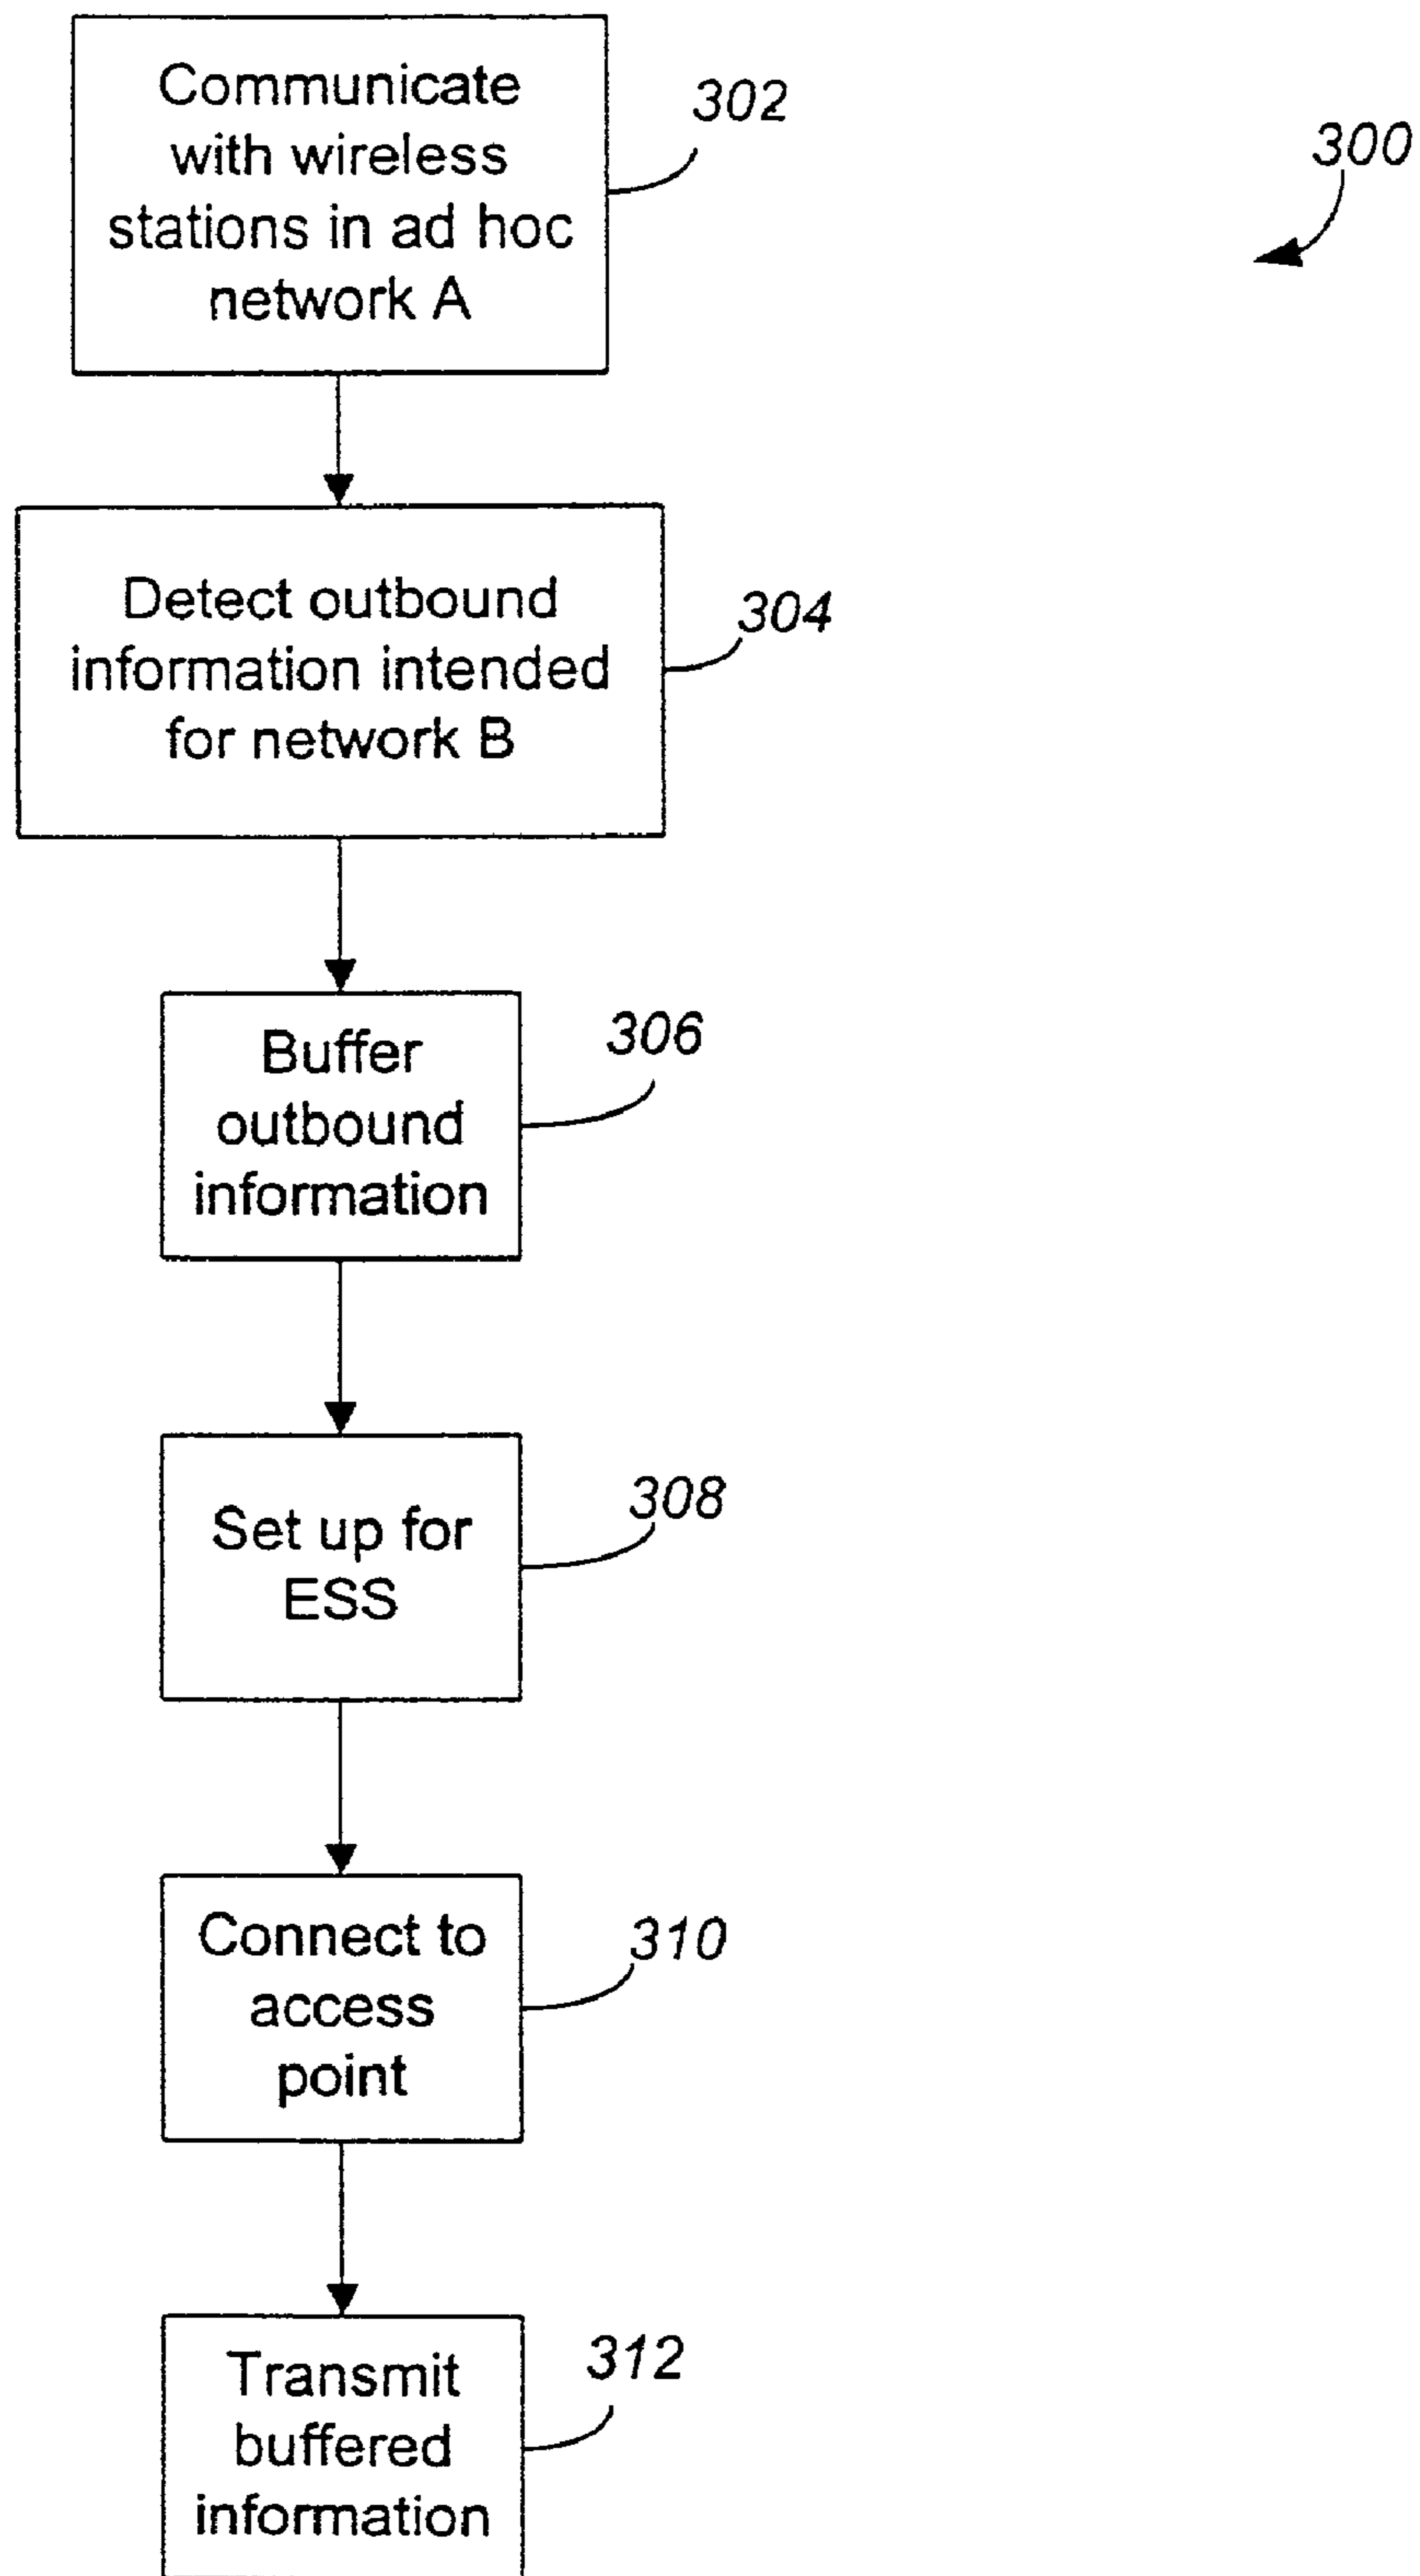 Communicate
with wireless
stations in ad hoc
network A
302
300
Detect outbound
information intended
for network B
304
Buffer
outbound
information
306
Set up for
ESS
308
Connect to
access
point
310
Transmit
buffered
information
312